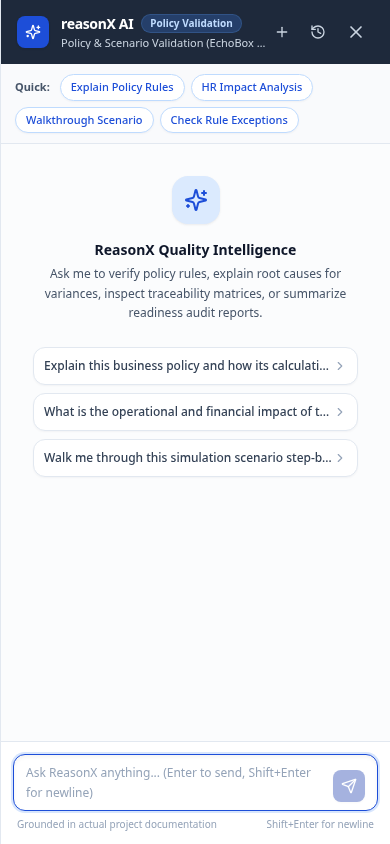 reasonX AI Policy Validation
Policy & Scenario Validation (EchoBox ...
Quick: Explain Policy Rules HR Impact Analysis
Walkthrough Scenario Check Rule Exceptions
ReasonX Quality Intelligence
Ask me to verify policy rules, explain root causes for
variances, inspect traceability matrices, or summarize
readiness audit reports.
Explain this business policy and how its calculati...
What is the operational and financial impact of t...
Walk me through this simulation scenario step-b...
Ask ReasonX anything... (Enter to send, Shift+Enter
for newline)
Grounded in actual project documentation Shift+Enter for newline